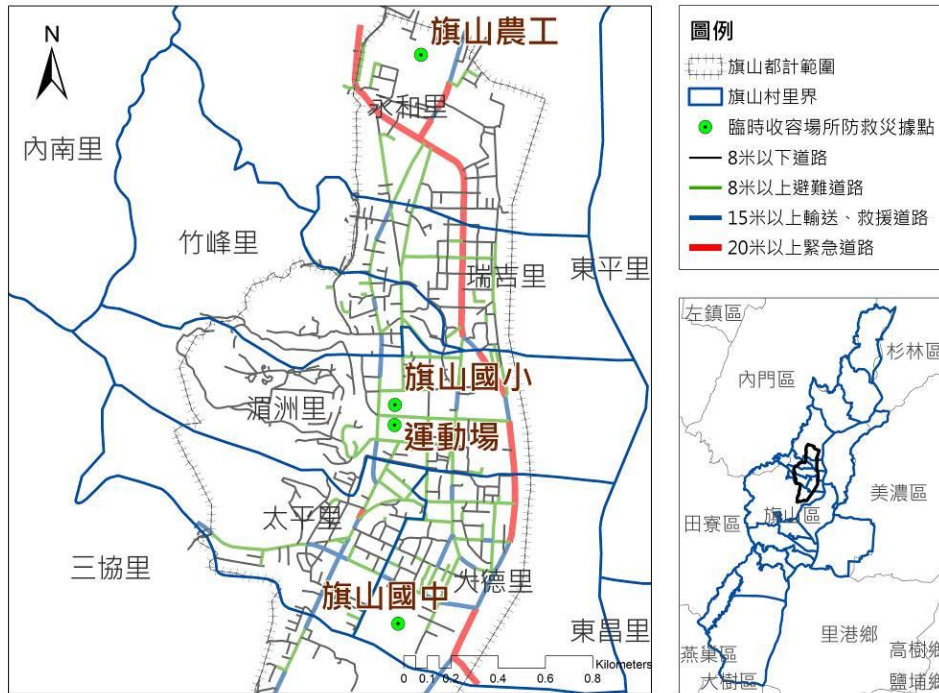 N
旗山農工
永和里
內南里
竹峰里
瑞吉里
東平里
旗山國小
湄洲里
運動場
太平里
三協里
大德里
旗山國中
東昌里
Kilometers
0 0.1 0.2 0.4 0.6 0.8
圖例
旗山都計範圍
旗山村里界
臨時收容場所防救災據點
8米以下道路
8米以上避難道路
15米以上輸送、救援道路
20米以上緊急道路
左鎮區
杉林區
內門區
美濃區
田寮區
旗山區
里港鄉
燕巢區
高樹鄉
大樹區
鹽埔鄉